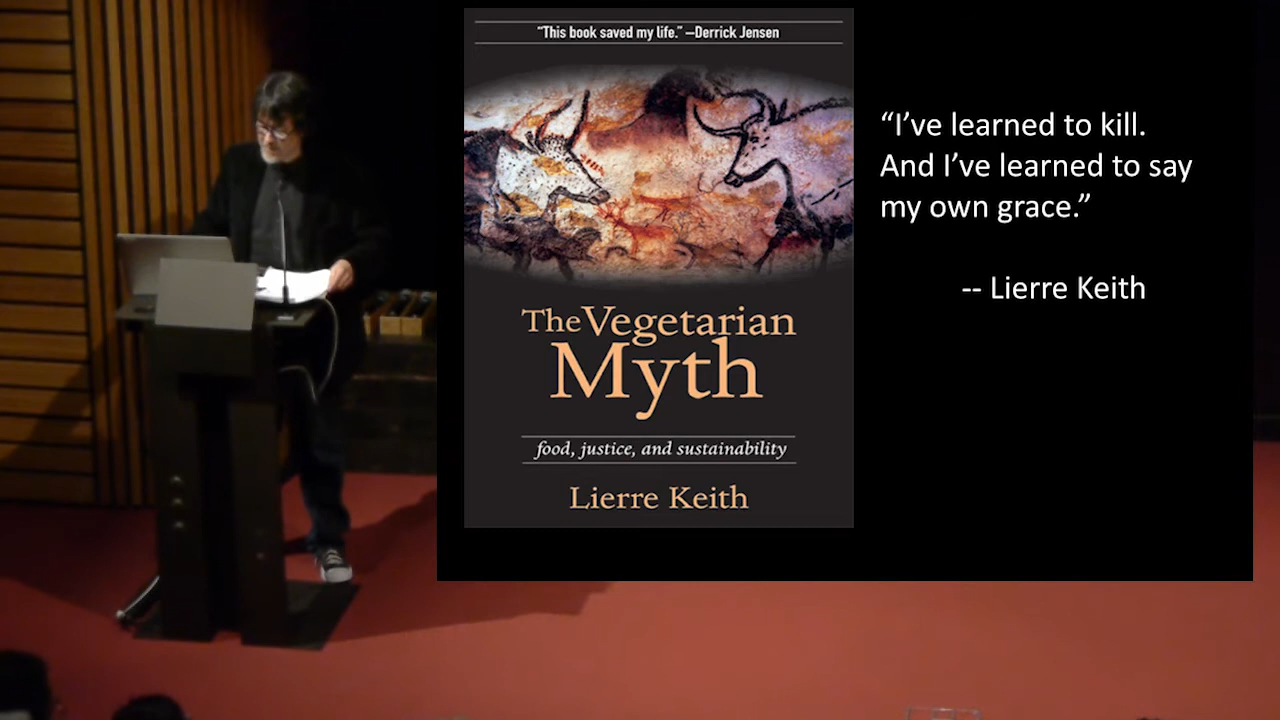 “This book saved my life.” —Derrick Jensen
The Vegetarian
Myth
food, justice, and sustainability
Lierre Keith
“I’ve learned to kill.
And I’ve learned to say
my own grace.”
-- Lierre Keith